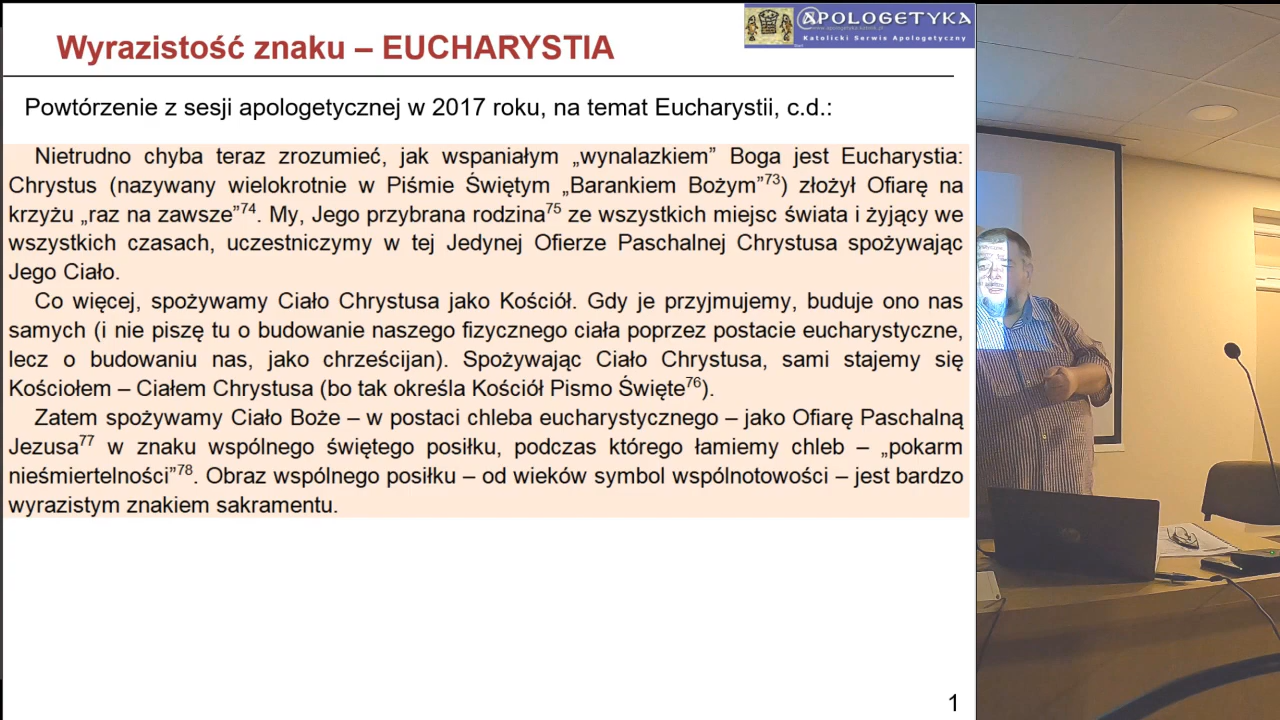 Wyrazistość znaku – EUCHARYSTIA
@POLOGETYKA
Katolicki Serwis Apologetyczny
Powtórzenie z sesji apologetycznej w 2017 roku, na temat Eucharystii, c.d.:
Nietrudno chyba teraz zrozumieć, jak wspaniałym „wynalazkiem” Boga jest Eucharystia:
Chrystus (nazywany wielokrotnie w Piśmie Świętym „Barankiem Bożym”73) złożył Ofiarę na
krzyżu „raz na zawsze”74. My, Jego przybrana rodzina75 ze wszystkich miejsc świata i żyjący we
wszystkich czasach, uczestniczymy w tej Jedynej Ofierze Paschalnej Chrystusa spożywając
Jego Ciało.
Co więcej, spożywamy Ciało Chrystusa jako Kościół. Gdy je przyjmujemy, buduje ono nas
samych (i nie piszę tu o budowanie naszego fizycznego ciała poprzez postacie eucharystyczne,
lecz o budowaniu nas, jako chrześcijan). Spożywając Ciało Chrystusa, sami stajemy się
Kościołem – Ciałem Chrystusa (bo tak określa Kościół Pismo Święte76).
Zatem spożywamy Ciało Boże – w postaci chleba eucharystycznego – jako Ofiarę Paschalną
Jezusa77 w znaku wspólnego świętego posiłku, podczas którego łamiemy chleb – „pokarm
nieśmiertelności”78. Obraz wspólnego posiłku – od wieków symbol wspólnotowości – jest bardzo
wyrazistym znakiem sakramentu.
1